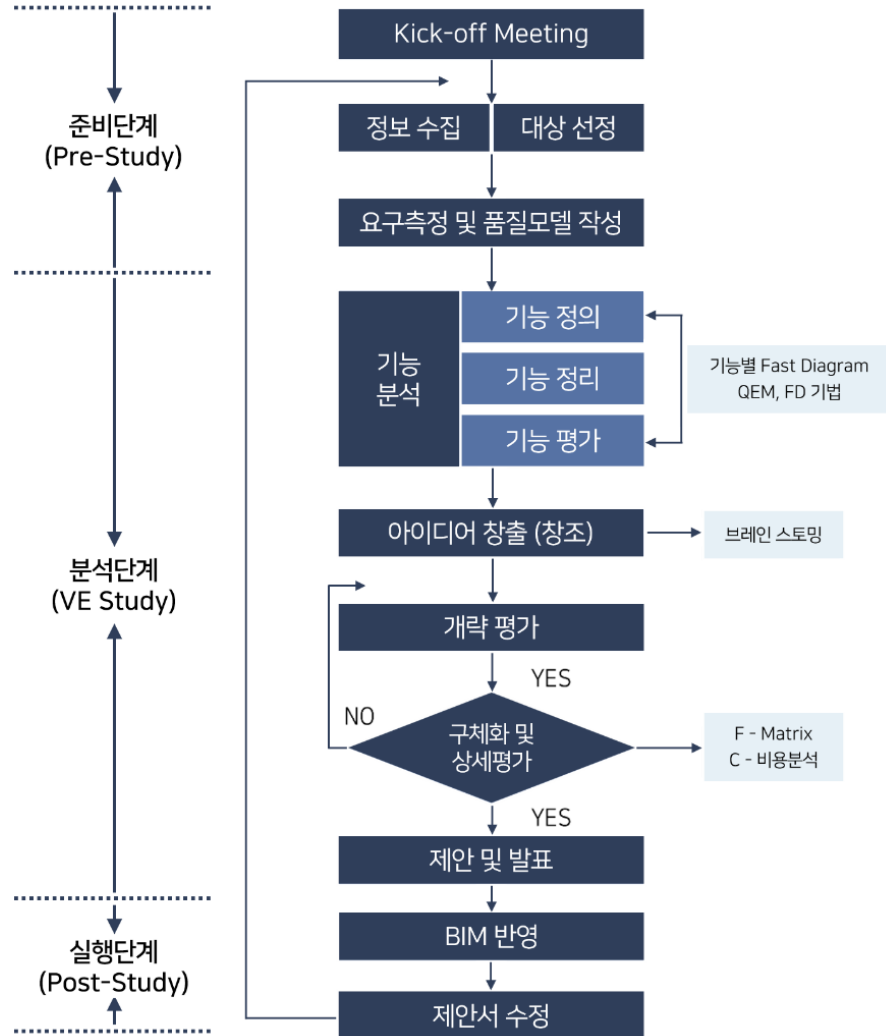 Kick-off Meeting
준비단계
(Pre-Study)
정보 수집
대상 선정
요구측정 및 품질모델 작성
기능
분석
기능 정의
기능 정리
기능 평가
기능별 Fast Diagram
QEM, FD 기법
아이디어 창출 (창조)
브레인 스토밍
분석단계
(VE Study)
개략 평가
YES
NO
구체화 및
상세평가
F - Matrix
C - 비용분석
YES
제안 및 발표
실행단계
(Post-Study)
BIM 반영
제안서 수정